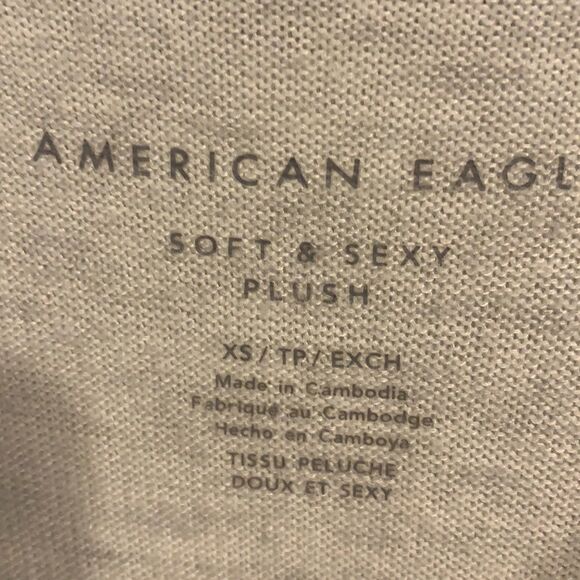 AMERICAN EAGL
SOFT & SEXY
PLUSH
XS / TP / EXCH
Made in Cambodia
Fabriqué au Cambodge
Hecho en Camboya
TISSU PELUCHE
DOUX ET SEXY